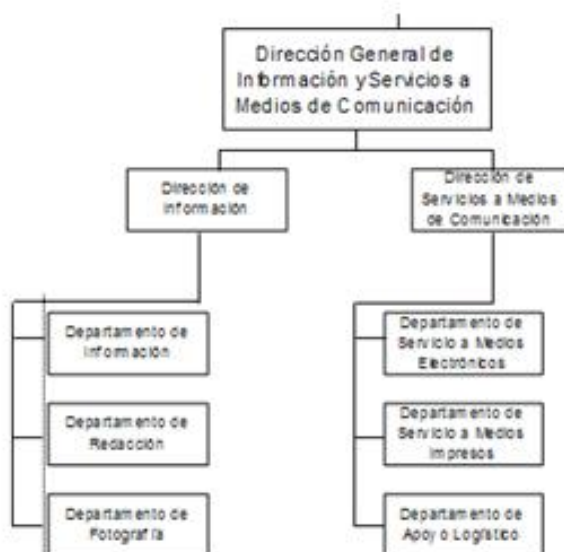 Dirección General de
Información y Servicios a
Medios de Comunicación
Dirección de
Información
Dirección de
Servicios a Medios
de Comunicación
Departamento de
Información
Departamento de
Redacción
Departamento de
Fotografía
Departamento de
Servicio a Medios
Electrónicos
Departamento de
Servicio a Medios
Impresos
Departamento de
Apoyo Logístico